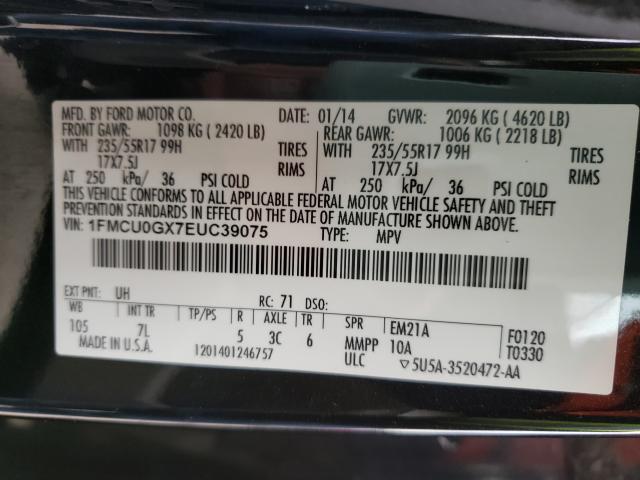 MFD. BY FORD MOTOR CO. DATE: 01/14 GVWR: 2096 KG ( 4620 LB)
FRONT GAWR: 1098 KG ( 2420 LB) REAR GAWR: 1006 KG ( 2218 LB)
WITH 235/55R17 99H TIRES WITH 235/55R17 99H TIRES
17X7.5J RIMS 17X7.5J RIMS
AT 250 kPa/ 36 PSI COLD AT 250 kPa/ 36 PSI COLD
THIS VEHICLE CONFORMS TO ALL APPLICABLE FEDERAL MOTOR VEHICLE SAFETY AND THEFT
PREVENTION STANDARDS IN EFFECT ON THE DATE OF MANUFACTURE SHOWN ABOVE.
VIN: 1FMCU0GX7EUC39075 TYPE: MPV
EXT PNT: UH RC: 71 DSO:
WB INT TR TP/PS R AXLE TR SPR EM21A F0120
105 7L 5 3C 6 MMPP 10A T0330
MADE IN U.S.A. 1201401246757 ULC ▽5U5A-3520472-AA